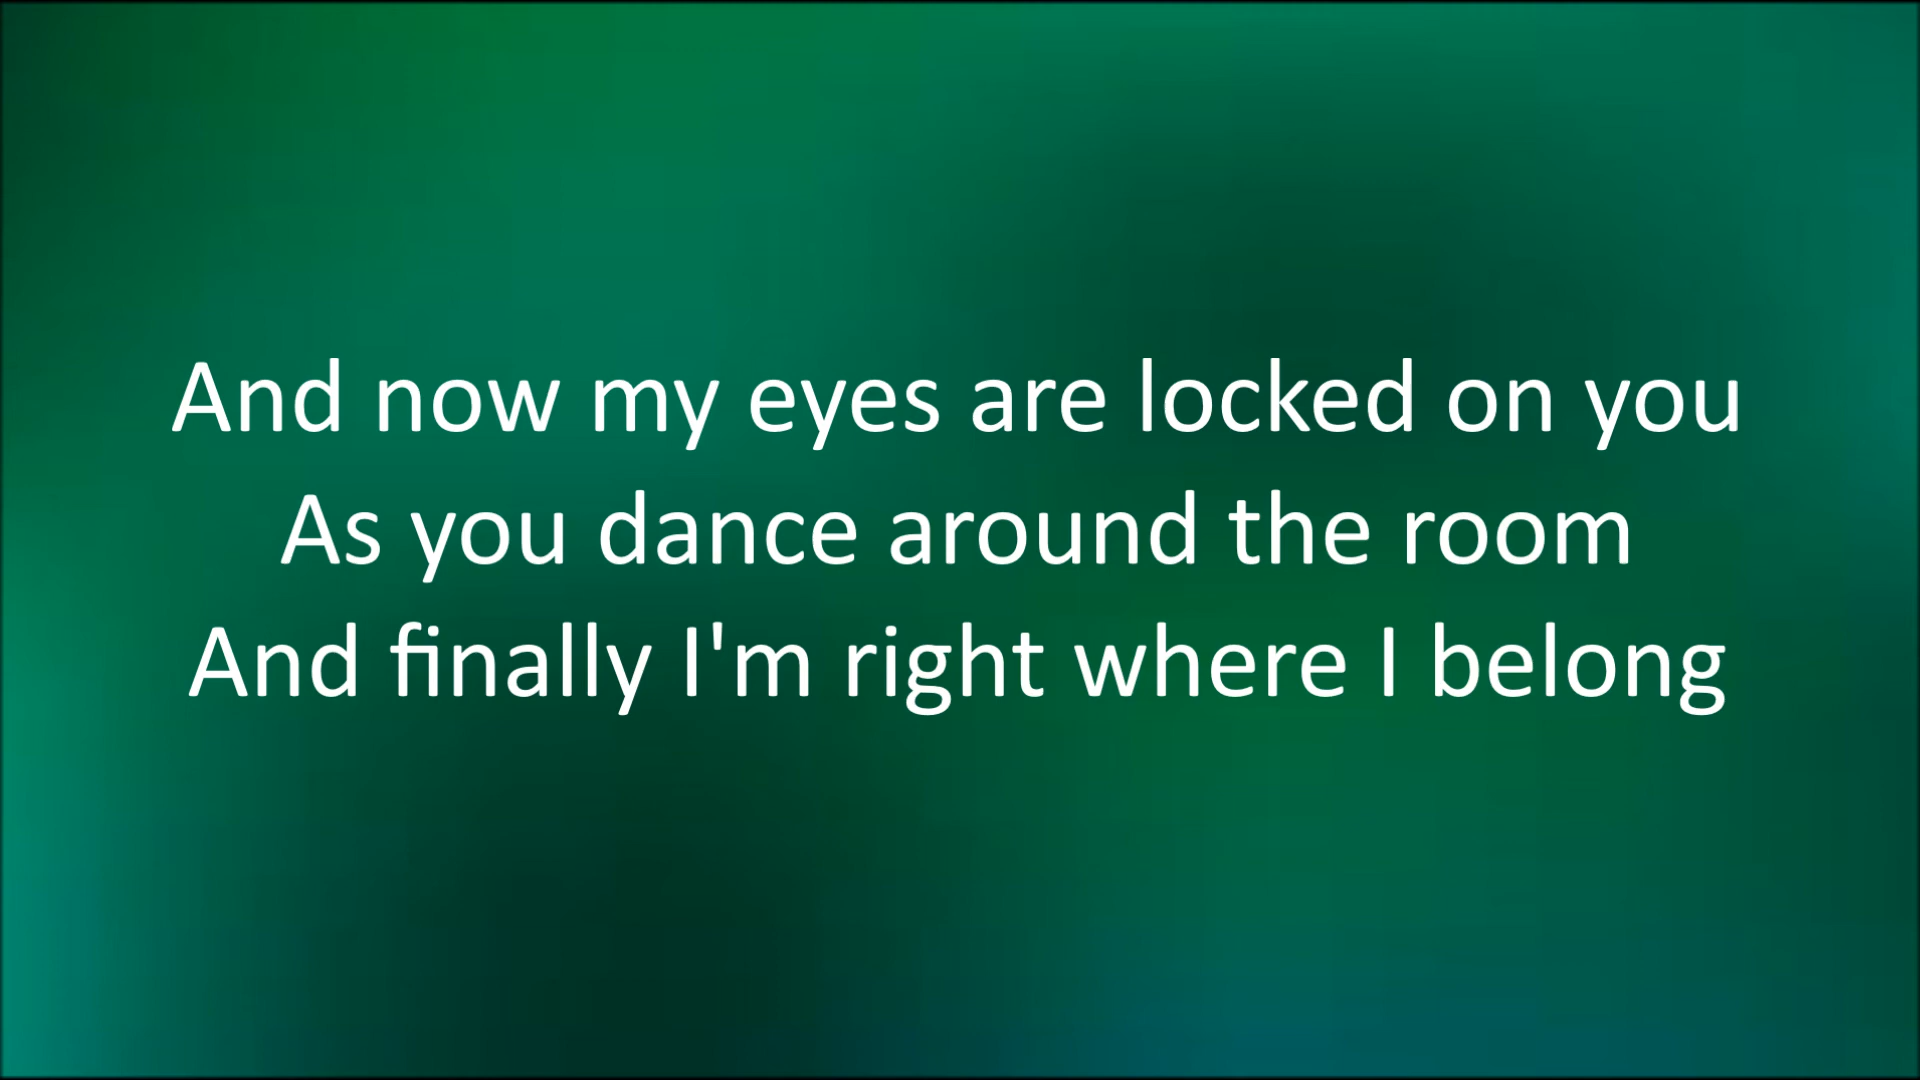 And now my eyes are locked on you
As you dance around the room
And finally I'm right where I belong